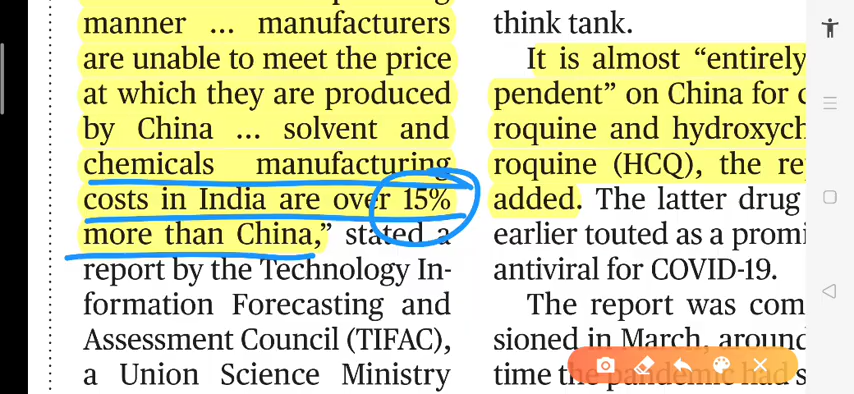 manner ... manufacturers
are unable to meet the price
at which they are produced
by China ... solvent and
chemicals manufacturing
costs in India are over 15%
more than China,” stated a
report by the Technology In-
formation Forecasting and
Assessment Council (TIFAC),
a Union Science Ministry
think tank.
It is almost “entirely
pendent” on China for
roquine and hydroxych
roquine (HCQ), the re
added. The latter drug
earlier touted as a promi
antiviral for COVID-19.
The report was com
sioned in March, around
time the pandemic had s